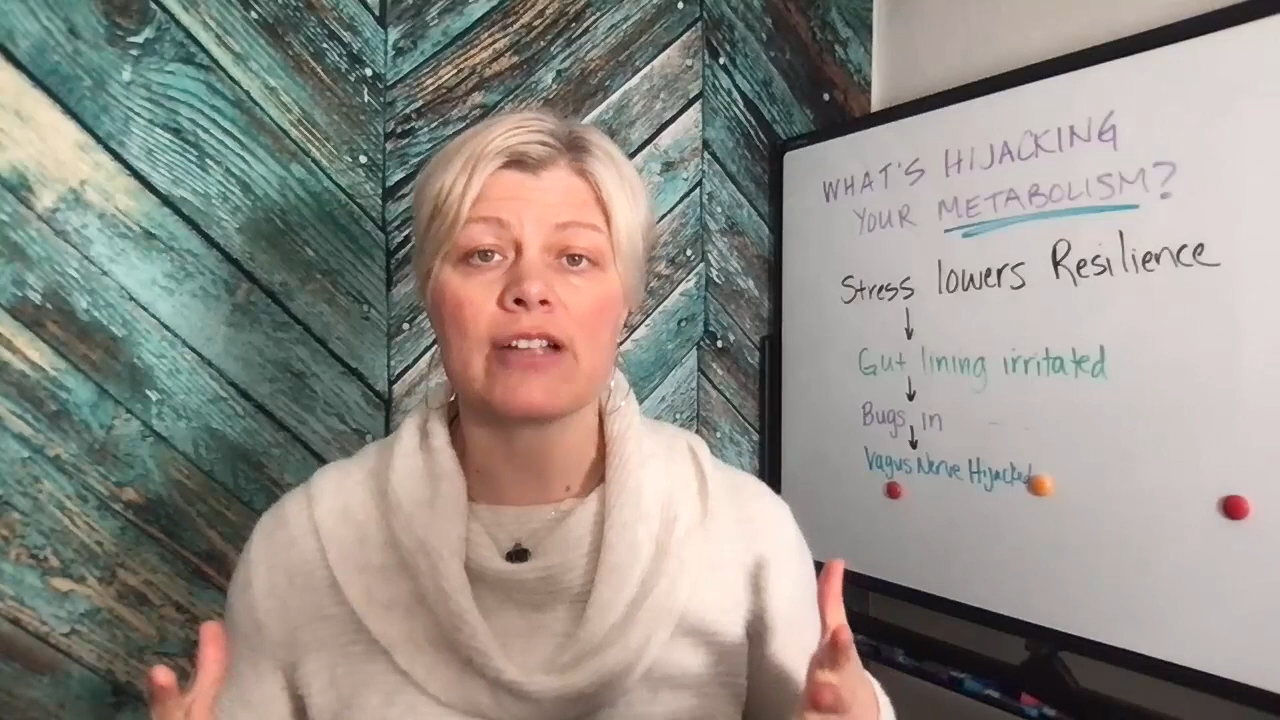 WHAT'S HIJACKING
YOUR METABOLISM?
Stress lowers Resilience
Gut lining irritated
Bugs in
Vagus Nerve Hijacked